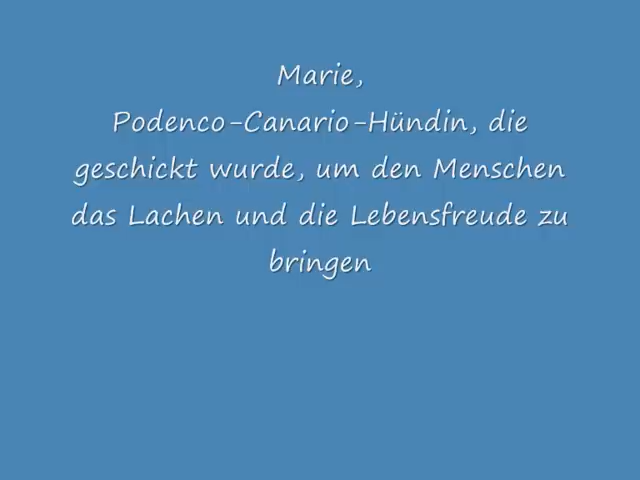 Marie,
Podenco-Canario-Hündin, die
geschickt wurde, um den Menschen
das Lachen und die Lebensfreude zu
bringen